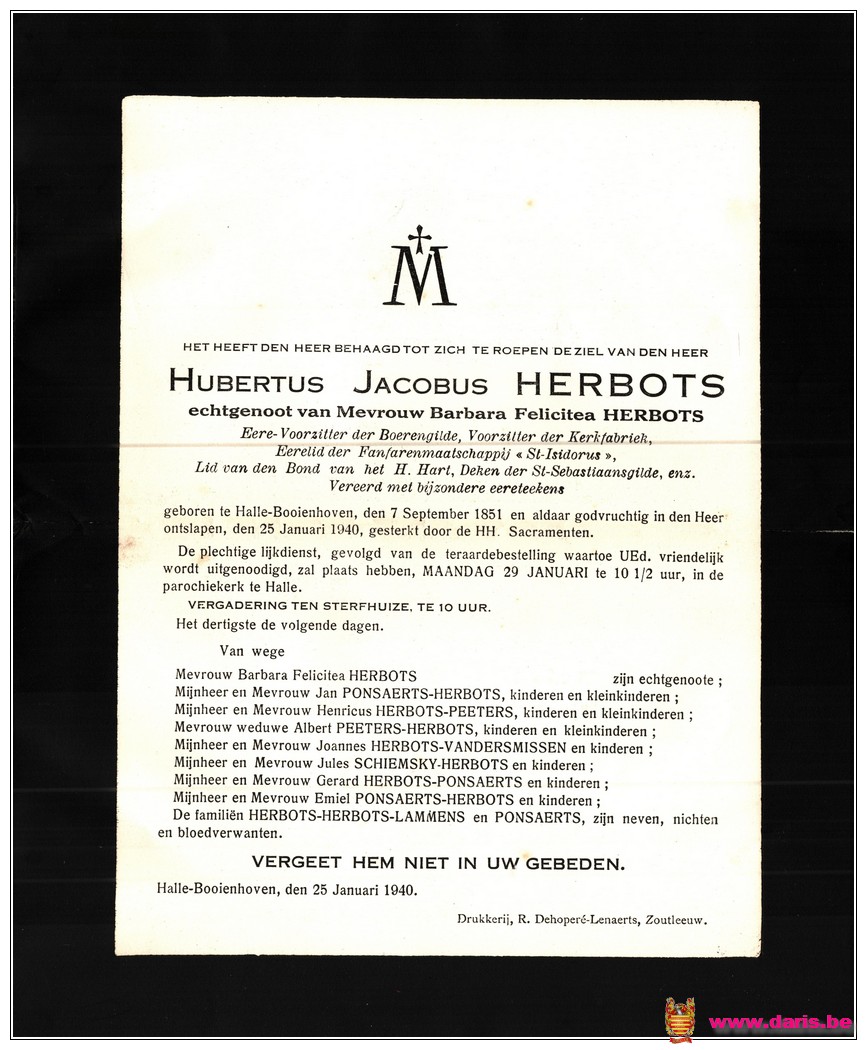 M
HET HEEFT DEN HEER BEHAAGD TOT ZICH TE ROEPEN DE ZIEL VAN DEN HEER
HUBERTUS JACOBUS HERBOTS
echtgenoot van Mevrouw Barbara Felicitea HERBOTS
Eere-Voorzitter der Boerengilde, Voorzitter der Kerkfabriek,
Eerelid der Fanfarenmaatschappij « St-Isidorus »,
Lid van den Bond van het H. Hart, Deken der St-Sebastiaansgilde, enz.
Vereerd met bijzondere eereteekens
geboren te Halle-Booienhoven, den 7 September 1851 en aldaar godvruchtig in den Heer
ontslapen, den 25 Januari 1940, gesterkt door de HH. Sacramenten.
De plechtige lijkdienst, gevolgd van de teraardebestelling waartoe UEd. vriendelijk
wordt uitgenoodigd, zal plaats hebben, MAANDAG 29 JANUARI te 10 1/2 uur, in de
parochiekerk te Halle.
VERGADERING TEN STERFHUIZE, TE 10 UUR.
Het dertigste de volgende dagen.
Van wege
Mevrouw Barbara Felicitea HERBOTS zijn echtgenoote ;
Mijnheer en Mevrouw Jan PONSAERTS-HERBOTS, kinderen en kleinkinderen ;
Mijnheer en Mevrouw Henricus HERBOTS-PEETERS, kinderen en kleinkinderen ;
Mevrouw weduwe Albert PEETERS-HERBOTS, kinderen en kleinkinderen ;
Mijnheer en Mevrouw Joannes HERBOTS-VANDERSMISSEN en kinderen ;
Mijnheer en Mevrouw Jules SCHIEMSKY-HERBOTS en kinderen ;
Mijnheer en Mevrouw Gerard HERBOTS-PONSAERTS en kinderen ;
Mijnheer en Mevrouw Emiel PONSAERTS-HERBOTS en kinderen ;
De familiën HERBOTS-HERBOTS-LAMMENS en PONSAERTS, zijn neven, nichten
en bloedverwanten.
VERGEET HEM NIET IN UW GEBEDEN.
Halle-Booienhoven, den 25 Januari 1940.
Drukkerij, R. Dehoperé-Lenaerts, Zoutleeuw.
www.daris.be